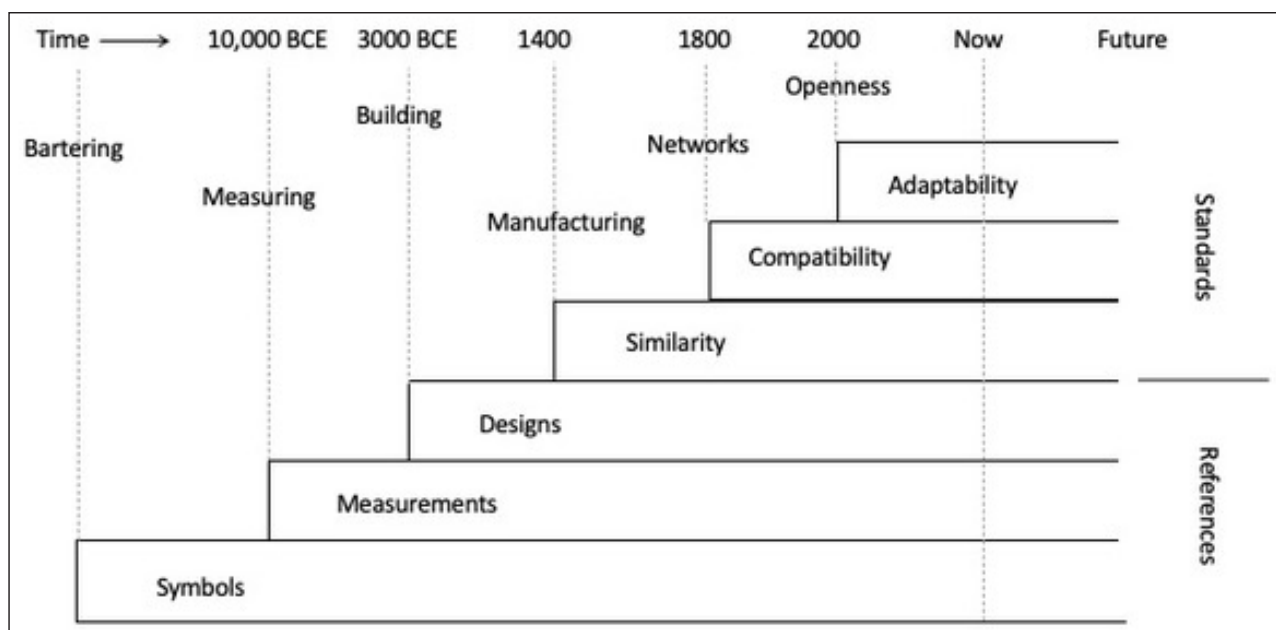 Time 10,000 BCE 3000 BCE 1400 1800 2000 Now Future
Openness
Building
Networks
Bartering
Adaptability
Measuring
Manufacturing
Standards
Compatibility
Similarity
Designs
References
Measurements
Symbols